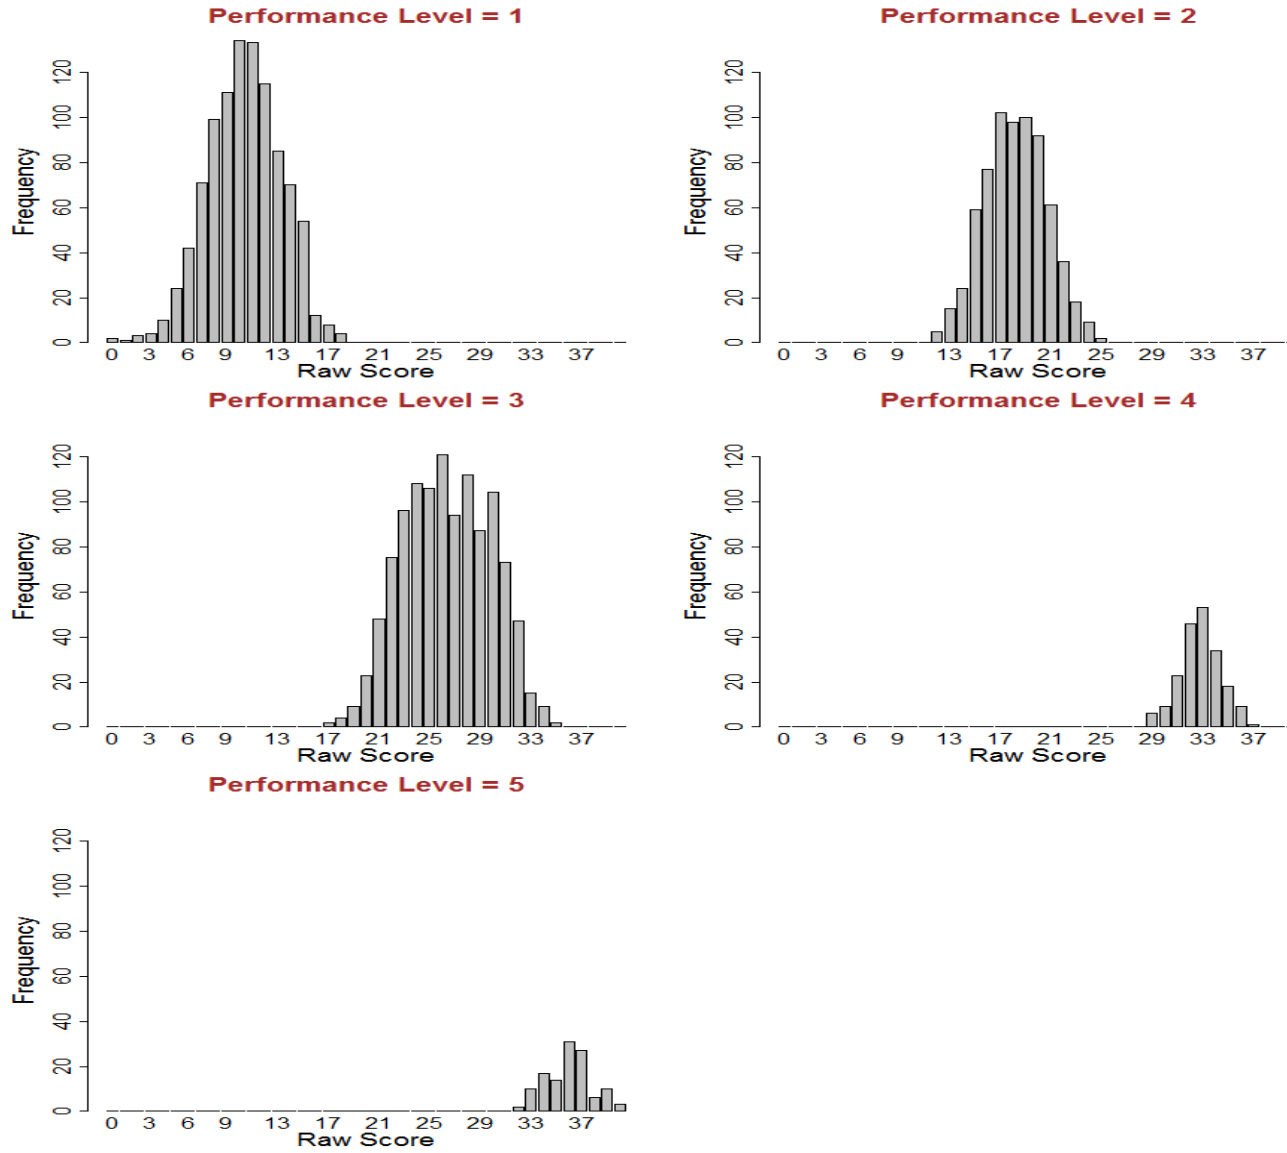 Performance Level = 1
Frequency
0 20 40 60 80 100 120
0 3 6 9 13 17 21 25 29 33 37
Raw Score
Performance Level = 2
Frequency
0 20 40 60 80 100 120
0 3 6 9 13 17 21 25 29 33 37
Raw Score
Performance Level = 3
Frequency
0 20 40 60 80 100 120
0 3 6 9 13 17 21 25 29 33 37
Raw Score
Performance Level = 4
Frequency
0 20 40 60 80 100 120
0 3 6 9 13 17 21 25 29 33 37
Raw Score
Performance Level = 5
Frequency
0 20 40 60 80 100 120
0 3 6 9 13 17 21 25 29 33 37
Raw Score